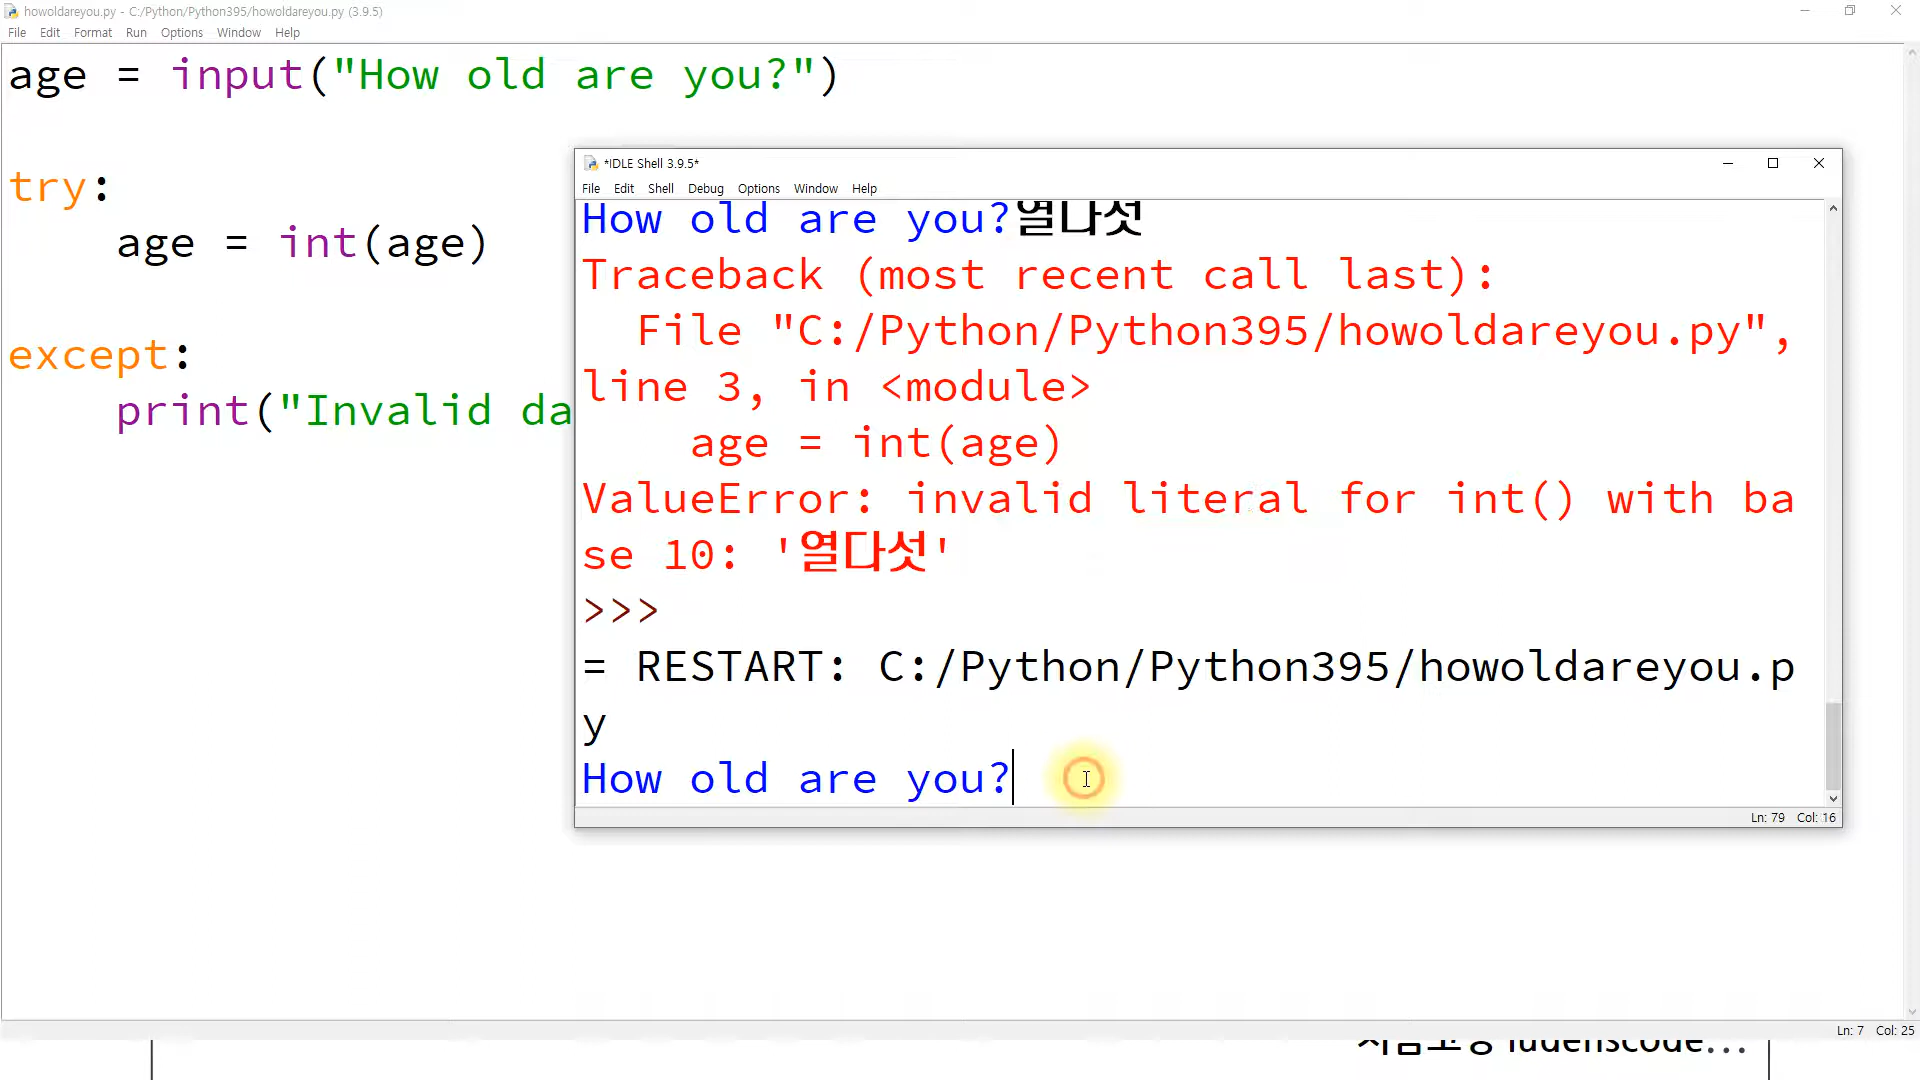 howoldareyou.py - C:/Python/Python395/howoldareyou.py (3.9.5)
File Edit Format Run Options Window Help
age = input("How old are you?")
try:
age = int(age)
except:
print("Invalid da
*IDLE Shell 3.9.5*
File Edit Shell Debug Options Window Help
How old are you?열다섯
Traceback (most recent call last):
File "C:/Python/Python395/howoldareyou.py",
line 3, in <module>
age = int(age)
ValueError: invalid literal for int() with ba
se 10: '열다섯'
>>>
= RESTART: C:/Python/Python395/howoldareyou.p
y
How old are you?
Ln: 79 Col: 16
Ln: 7 Col: 25
ludenscode...